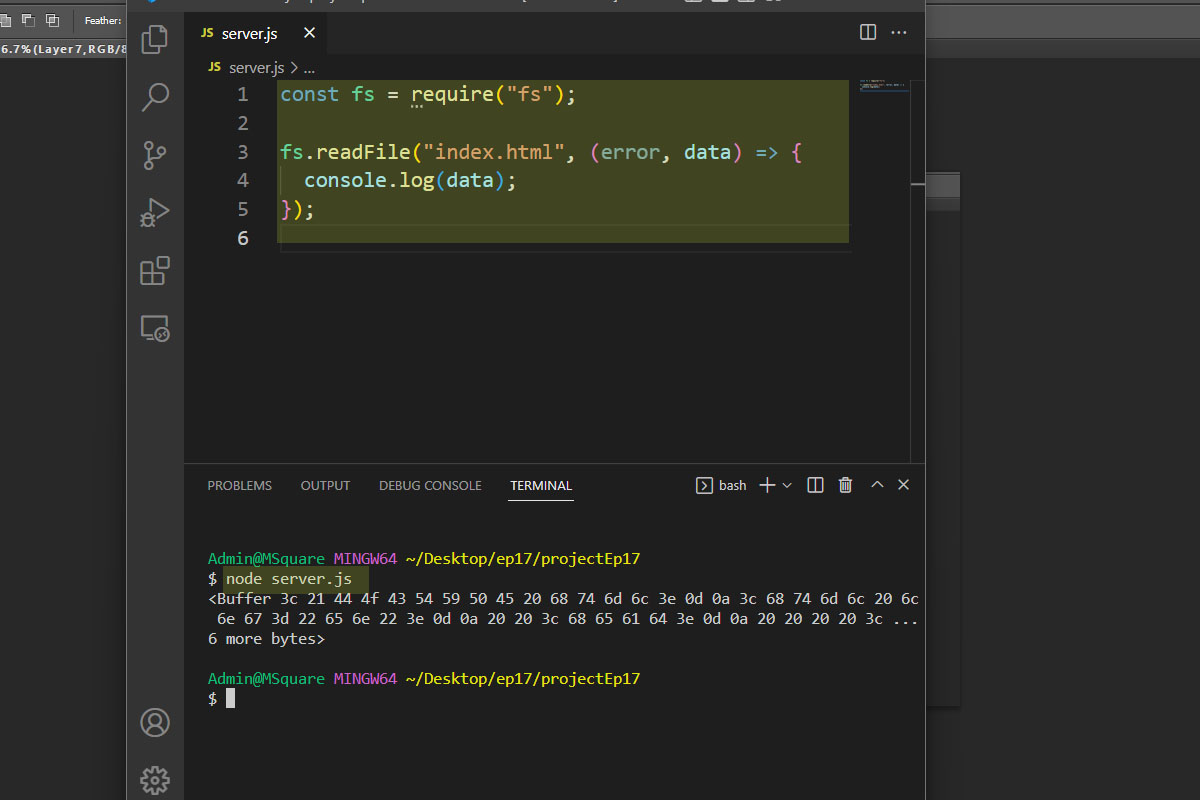 Feather:
6.7% (Layer 7, RGB/8
JS server.js ×
JS server.js > ...
1 const fs = require("fs");
2
3 fs.readFile("index.html", (error, data) => {
4   console.log(data);
5 });
6
PROBLEMS OUTPUT DEBUG CONSOLE TERMINAL bash
Admin@MSquare MINGW64 ~/Desktop/ep17/projectEp17
$ node server.js
<Buffer 3c 21 44 4f 43 54 59 50 45 20 68 74 6d 6c 3e 0d 0a 3c 68 74 6d 6c 20 6c
6e 67 3d 22 65 6e 22 3e 0d 0a 20 20 3c 68 65 61 64 3e 0d 0a 20 20 20 20 3c ...
6 more bytes>
Admin@MSquare MINGW64 ~/Desktop/ep17/projectEp17
$